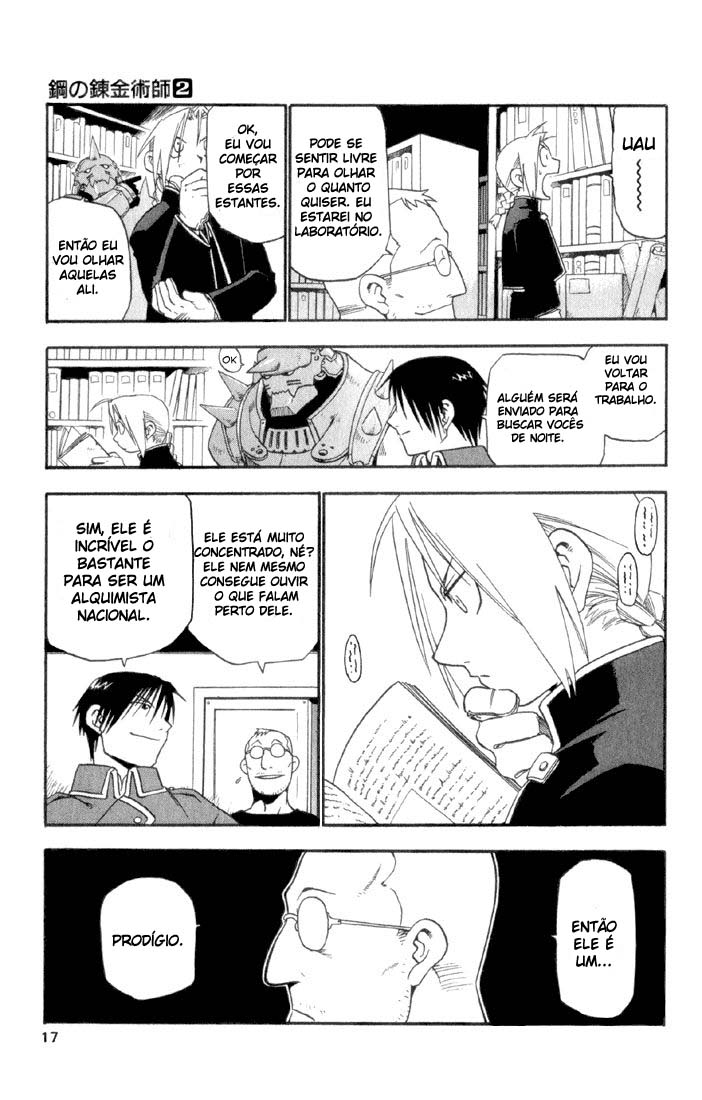 鋼の錬金術師2
UAU
PODE SE
SENTIR LIVRE
PARA OLHAR
O QUANTO
QUISER. EU
ESTAREI NO
LABORATÓRIO.
OK,
EU VOU
COMEÇAR
POR
ESSAS
ESTANTES.
ENTÃO EU
VOU OLHAR
AQUELAS
ALI.
EU VOU
VOLTAR
PARA O
TRABALHO.
ALGUÉM SERÁ
ENVIADO PARA
BUSCAR VOCÊS
DE NOITE.
OK
ELE ESTÁ MUITO
CONCENTRADO, NÉ?
ELE NEM MESMO
CONSEGUE OUVIR
O QUE FALAM
PERTO DELE.
SIM, ELE É
INCRÍVEL O
BASTANTE
PARA SER UM
ALQUIMISTA
NACIONAL.
ENTÃO
ELE É
UM...
PRODÍGIO.
17